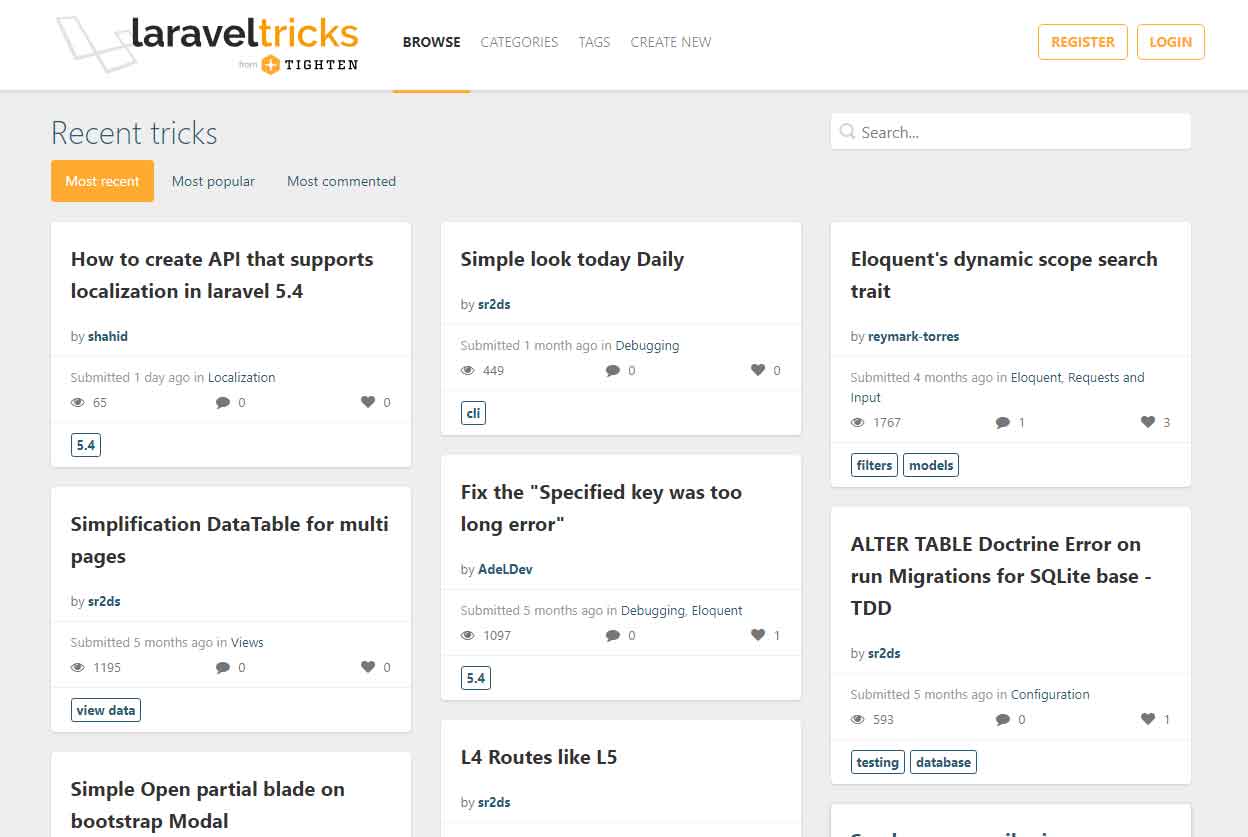 laraveltricks
from TIGHTEN
BROWSE
CATEGORIES
TAGS
CREATE NEW
REGISTER
LOGIN
Recent tricks
Search...
Most recent
Most popular
Most commented
How to create API that supports
localization in laravel 5.4
by shahid
Submitted 1 day ago in Localization
65
0
0
5.4
Simplification DataTable for multi
pages
by sr2ds
Submitted 5 months ago in Views
1195
0
0
view data
Simple Open partial blade on
bootstrap Modal
Simple look today Daily
by sr2ds
Submitted 1 month ago in Debugging
449
0
0
cli
Fix the "Specified key was too
long error"
by AdeLDev
Submitted 5 months ago in Debugging, Eloquent
1097
0
1
5.4
L4 Routes like L5
by sr2ds
Eloquent's dynamic scope search
trait
by reymark-torres
Submitted 4 months ago in Eloquent, Requests and
Input
1767
1
3
filters
models
ALTER TABLE Doctrine Error on
run Migrations for SQLite base -
TDD
by sr2ds
Submitted 5 months ago in Configuration
593
0
1
testing
database